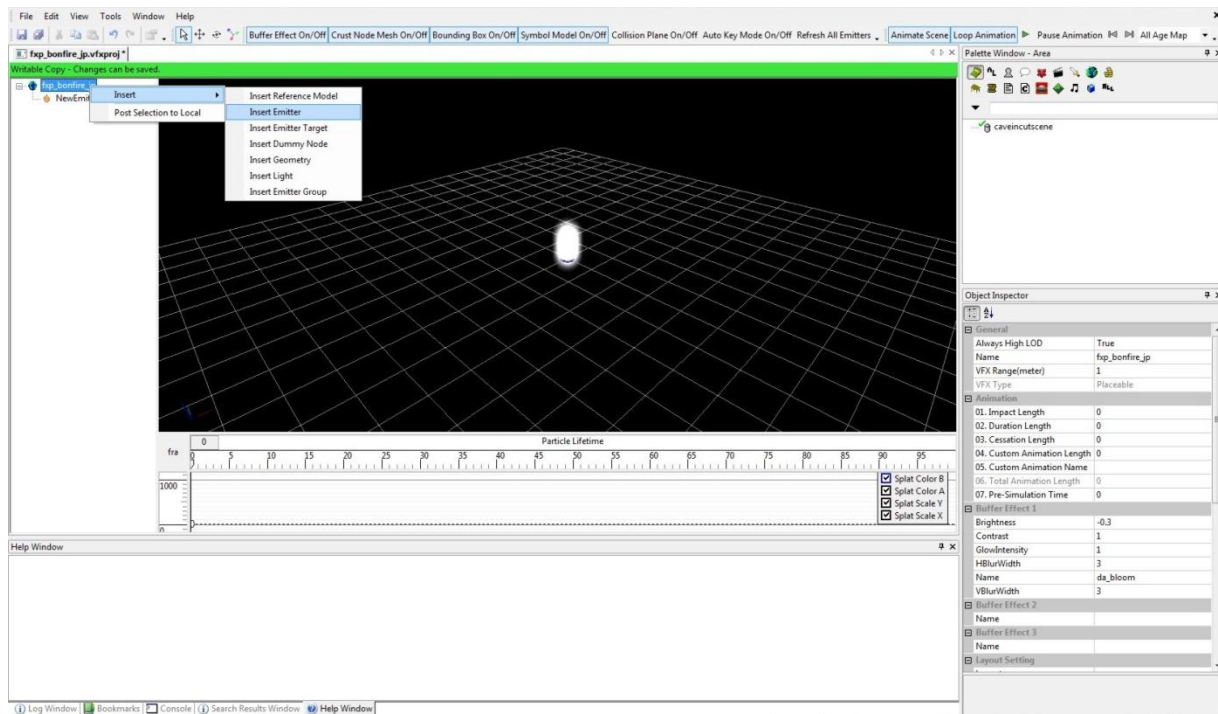 File Edit View Tools Window Help
Buffer Effect On/Off Crust Node Mesh On/Off Bounding Box On/Off Symbol Model On/Off Collision Plane On/Off Auto Key Mode On/Off Refresh All Emitters Animate Scene Loop Animation Pause Animation All Age Map
fxp_bonfire_jp.vfxproj *
Writable Copy - Changes can be saved.
fxp_bonfire_j
NewEmit
Insert
Post Selection to Local
Insert Reference Model
Insert Emitter
Insert Emitter Target
Insert Dummy Node
Insert Geometry
Insert Light
Insert Emitter Group
0
Particle Lifetime
fra
0 5 10 15 20 25 30 35 40 45 50 55 60 65 70 75 80 85 90 95
1000
0
Splat Color B
Splat Color A
Splat Scale Y
Splat Scale X
Help Window
Log Window Bookmarks Console Search Results Window Help Window
Palette Window - Area
caveincutscene
Object Inspector
General
Always High LOD True
Name fxp_bonfire_jp
VFX Range(meter) 1
VFX Type Placeable
Animation
01. Impact Length 0
02. Duration Length 0
03. Cessation Length 0
04. Custom Animation Length 0
05. Custom Animation Name
06. Total Animation Length 0
07. Pre-Simulation Time 0
Buffer Effect 1
Brightness -0.3
Contrast 1
GlowIntensity 1
HBlurWidth 3
Name da_bloom
VBlurWidth 3
Buffer Effect 2
Name
Buffer Effect 3
Name
Layout Setting